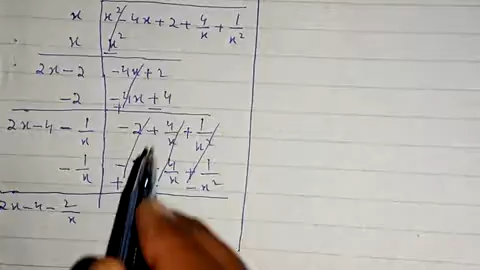 x x² - 4x + 2 + 4/x + 1/x²
x x²
2x - 2 -4x + 2
-2 -4x + 4
2x - 4 - 1/x -2 + 4/x + 1/x²
- 1/x 4/x + 1/x²
2x - 4 - 2/x